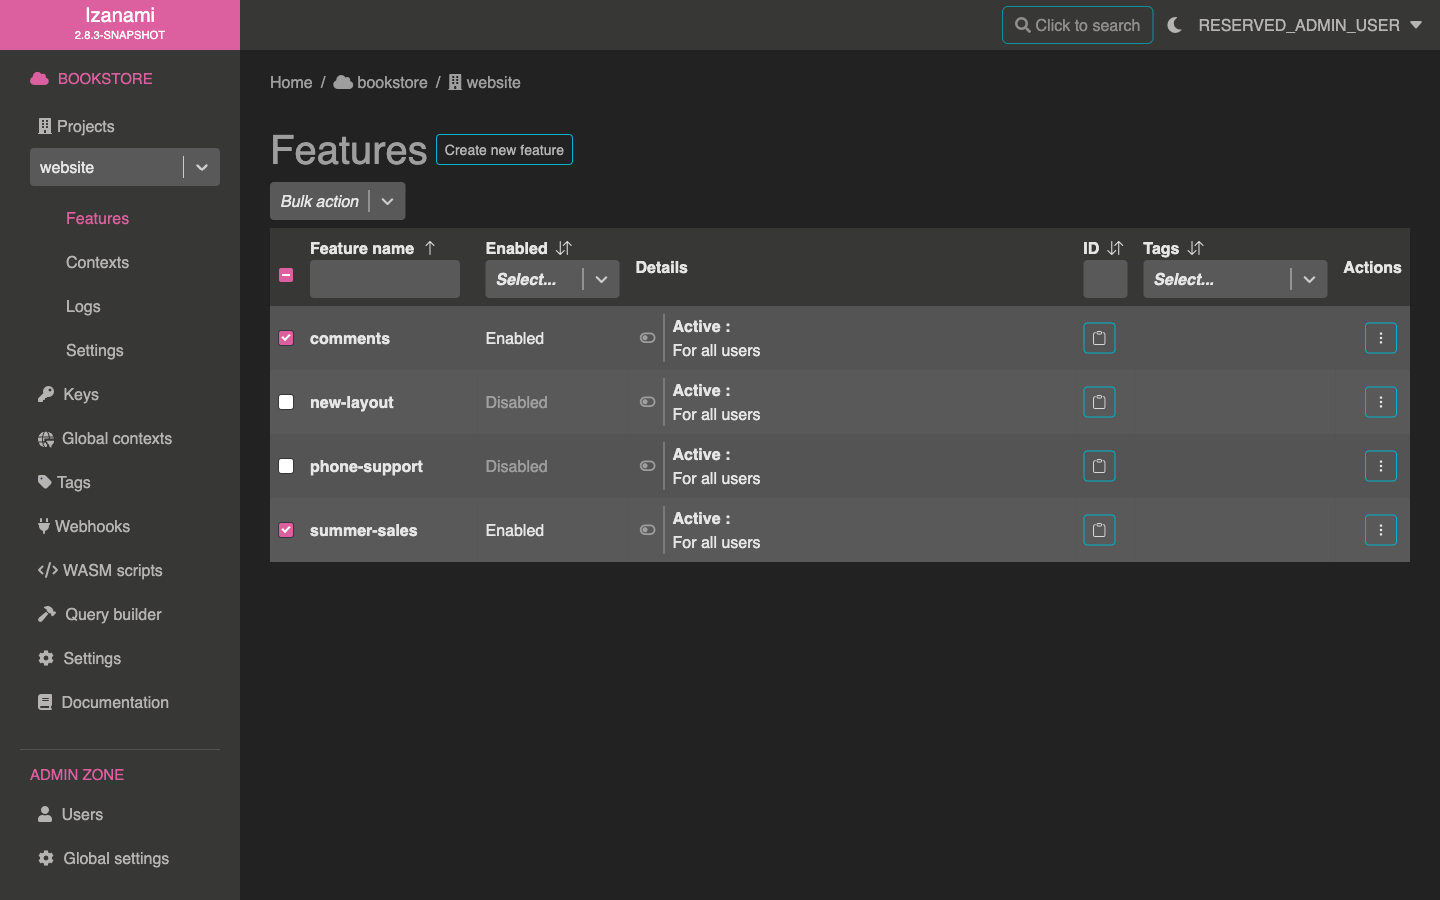 Izanami
2.8.3-SNAPSHOT
Click to search
RESERVED_ADMIN_USER
BOOKSTORE
Projects
website
Features
Contexts
Logs
Settings
Keys
Global contexts
Tags
Webhooks
WASM scripts
Query builder
Settings
Documentation
ADMIN ZONE
Users
Global settings
Home / bookstore / website
Features
Create new feature
Bulk action
Feature name
Enabled
Select...
Details
ID
Tags
Select...
Actions
comments
Enabled
Active :
For all users
new-layout
Disabled
Active :
For all users
phone-support
Disabled
Active :
For all users
summer-sales
Enabled
Active :
For all users